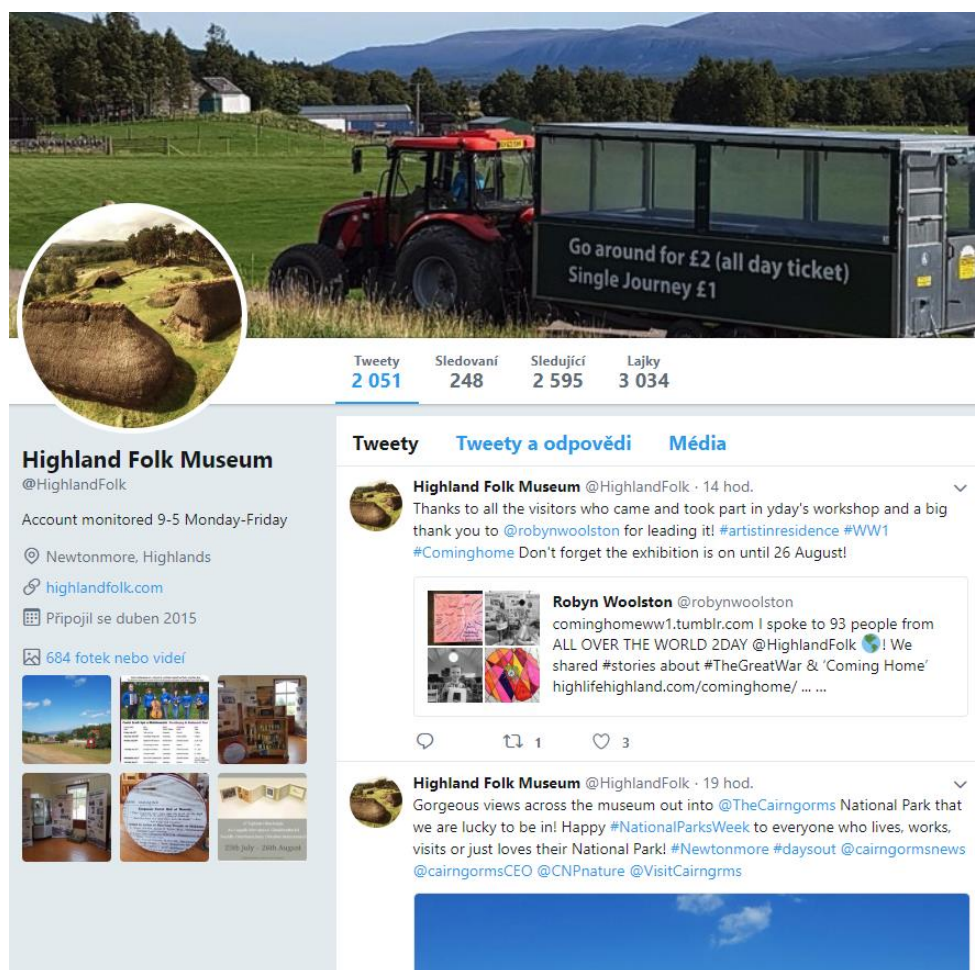 Go around for £2 (all day ticket)
Single Journey £1
Tweety
2 051
Sledovaní
248
Sledující
2 595
Lajky
3 034
Highland Folk Museum
@HighlandFolk
Account monitored 9-5 Monday-Friday
Newtonmore, Highlands
highlandfolk.com
Připojil se duben 2015
684 fotek nebo videí
25th July - 26th August
Tweety Tweety a odpovědi Média
Highland Folk Museum @HighlandFolk · 14 hod.
Thanks to all the visitors who came and took part in yday's workshop and a big
thank you to @robynwoolston for leading it! #artistinresidence #WW1
#Cominghome Don't forget the exhibition is on until 26 August!
Robyn Woolston @robynwoolston
cominghomeww1.tumblr.com I spoke to 93 people from
ALL OVER THE WORLD 2DAY @HighlandFolk 🌎! We
shared #stories about #TheGreatWar & ‘Coming Home’
highlifehighland.com/cominghome/ ... ...
1
3
Highland Folk Museum @HighlandFolk · 19 hod.
Gorgeous views across the museum out into @TheCairngorms National Park that
we are lucky to be in! Happy #NationalParksWeek to everyone who lives, works,
visits or just loves their National Park! #Newtonmore #daysout @cairngormsnews
@cairngormsCEO @CNPnature @VisitCairngrms